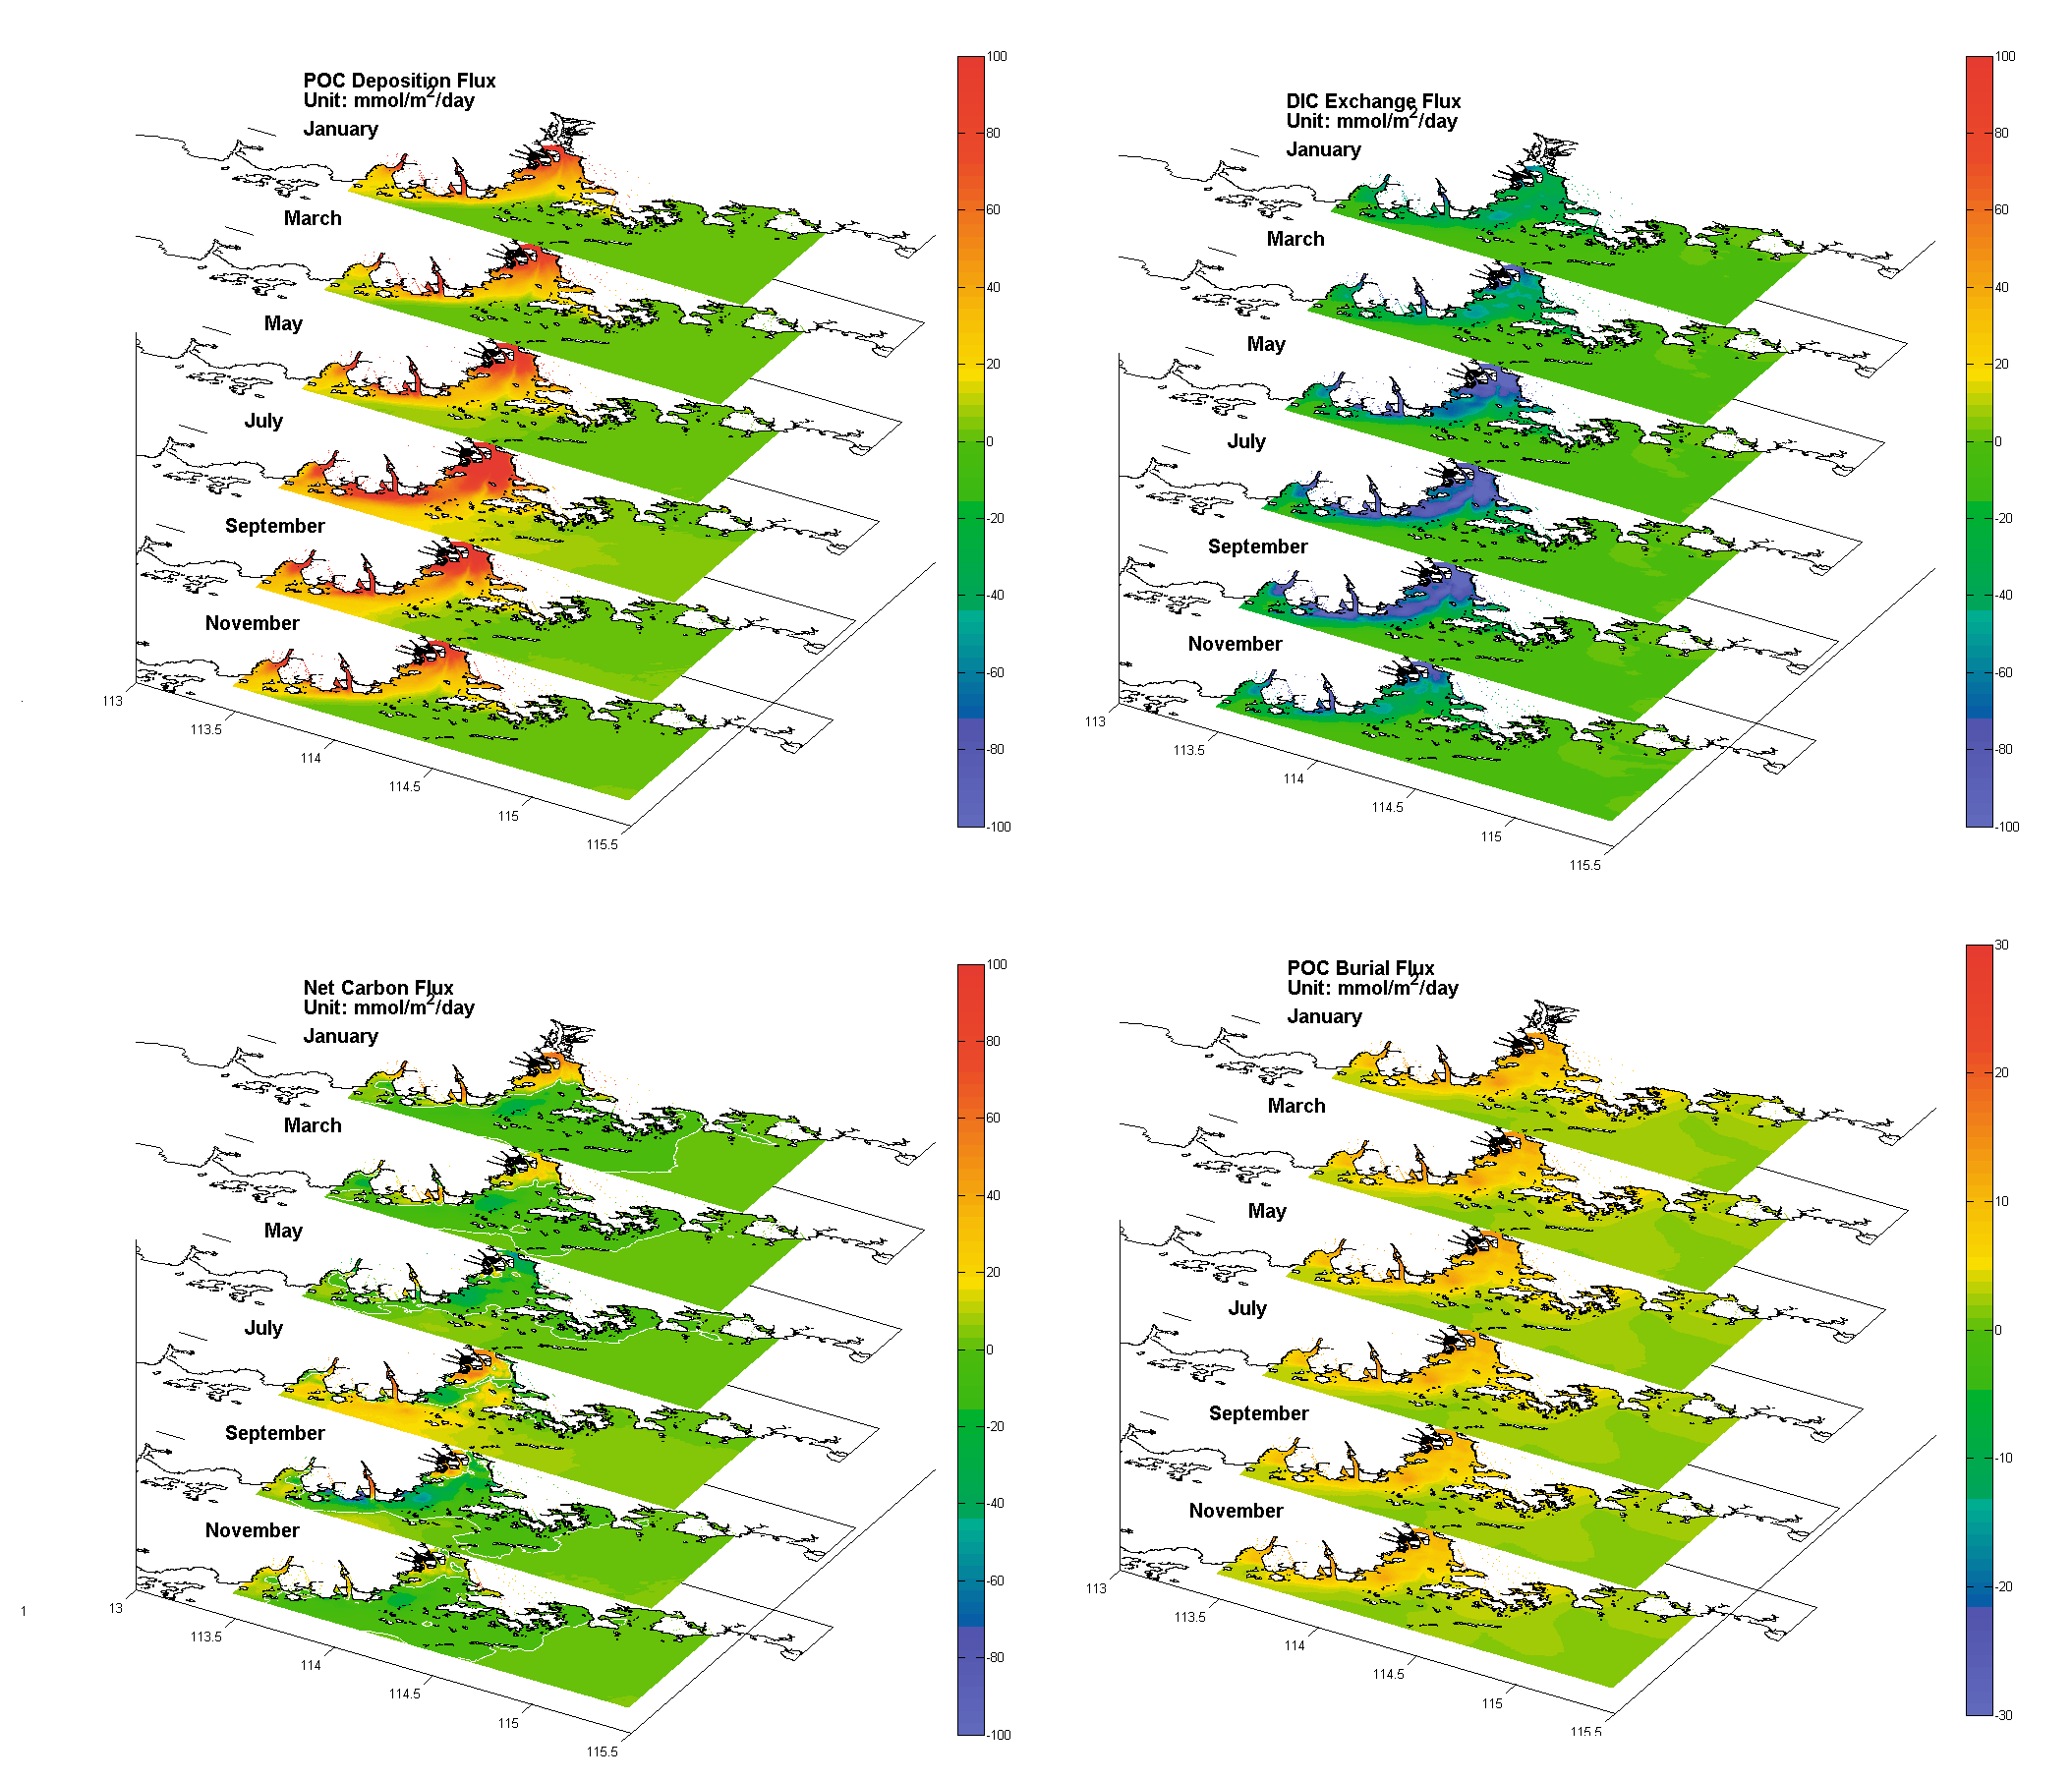 POC Deposition Flux
Unit: mmol/m2/day
January
March
May
July
September
November
113
113.5
114
114.5
115
115.5
100
80
60
40
20
0
-20
-40
-60
-80
-100
DIC Exchange Flux
Unit: mmol/m2/day
January
March
May
July
September
November
113
113.5
114
114.5
115
115.5
100
80
60
40
20
0
-20
-40
-60
-80
-100
Net Carbon Flux
Unit: mmol/m2/day
January
March
May
July
September
November
1
13
113.5
114
114.5
115
115.5
100
80
60
40
20
0
-20
-40
-60
-80
-100
POC Burial Flux
Unit: mmol/m2/day
January
March
May
July
September
November
113
113.5
114
114.5
115
115.5
30
20
10
0
-10
-20
-30